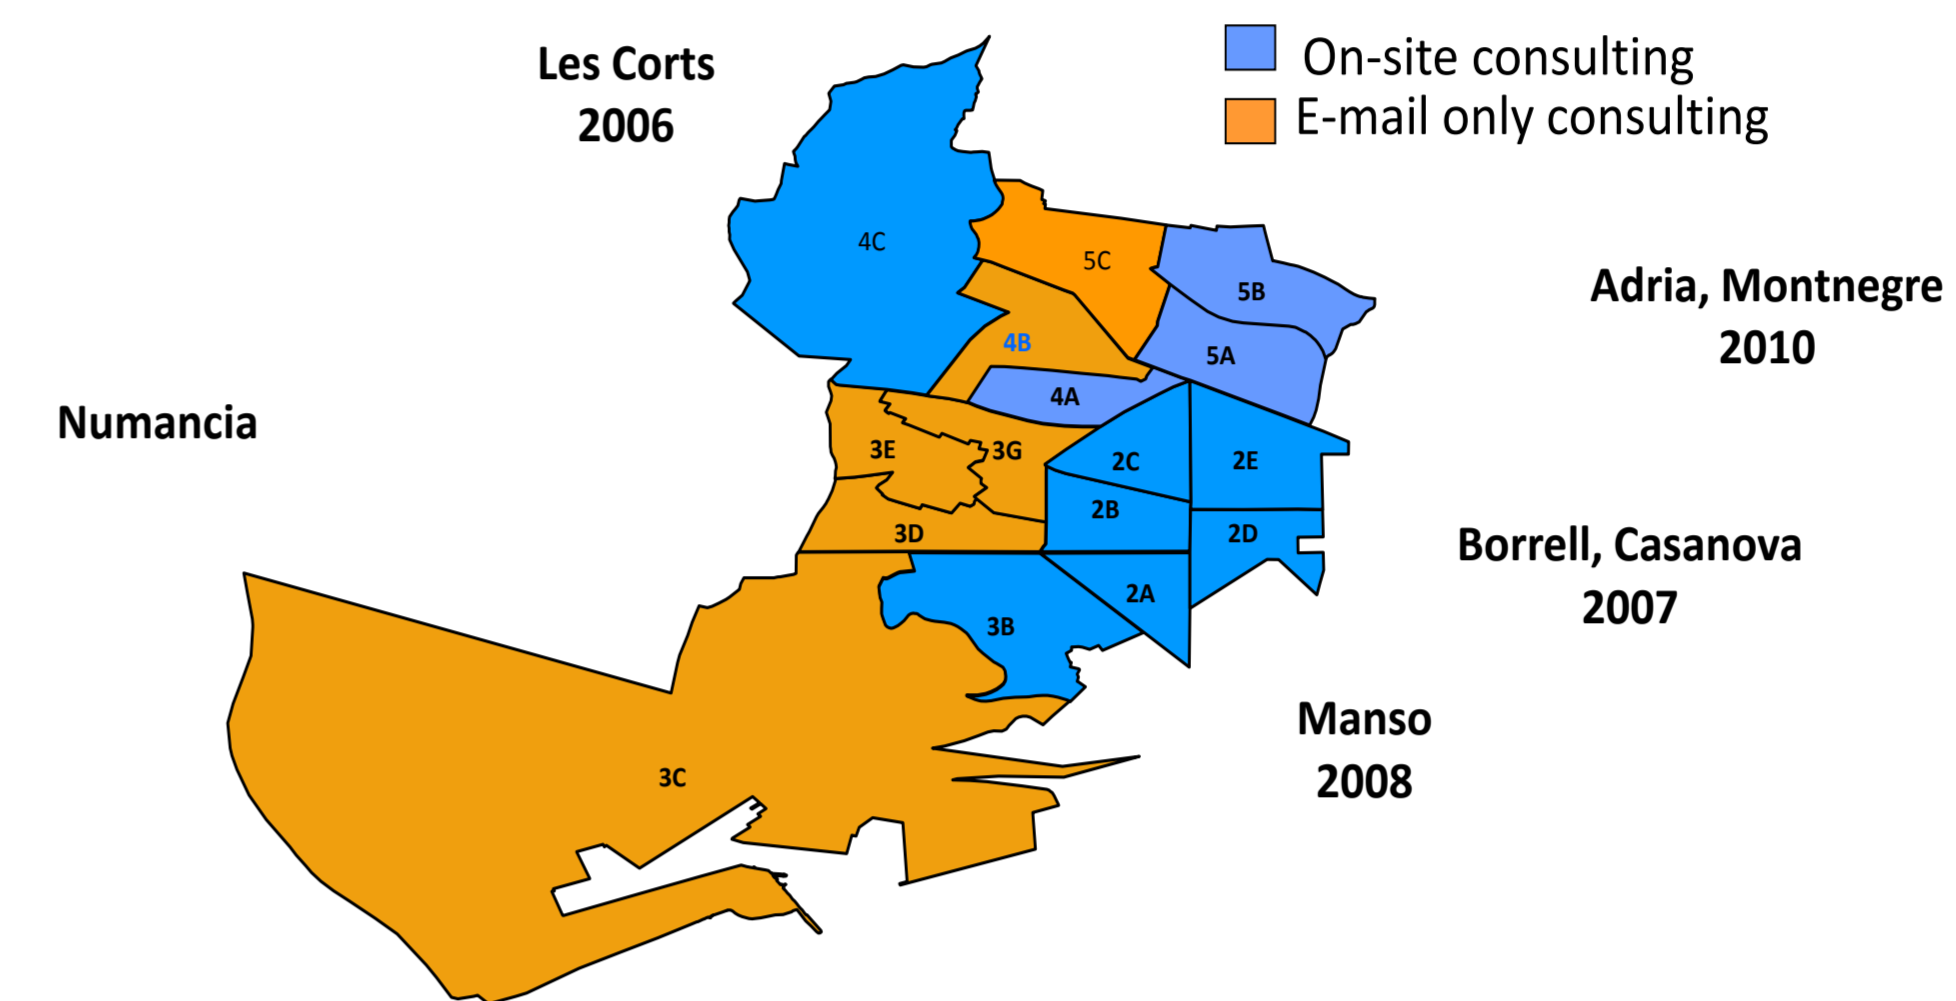 Les Corts
2006
On-site consulting
E-mail only consulting
4C
5C
5B
Adria, Montnegre
2010
4B
5A
4A
Numancia
3E
3G
2C
2E
2B
3D
2D
Borrell, Casanova
2007
2A
3B
Manso
2008
3C